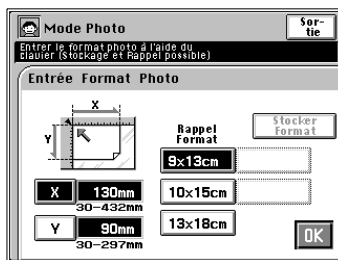 Mode Photo
Sor-
tie
Entrer le format photo à l'aide du
clavier (Stockage et Rappel possible)
Entrée Format Photo
X
Y
Rappel
Format
Stocker
Format
9x13cm
X 130mm
30-432mm
10x15cm
Y 90mm
30-297mm
13x18cm
OK